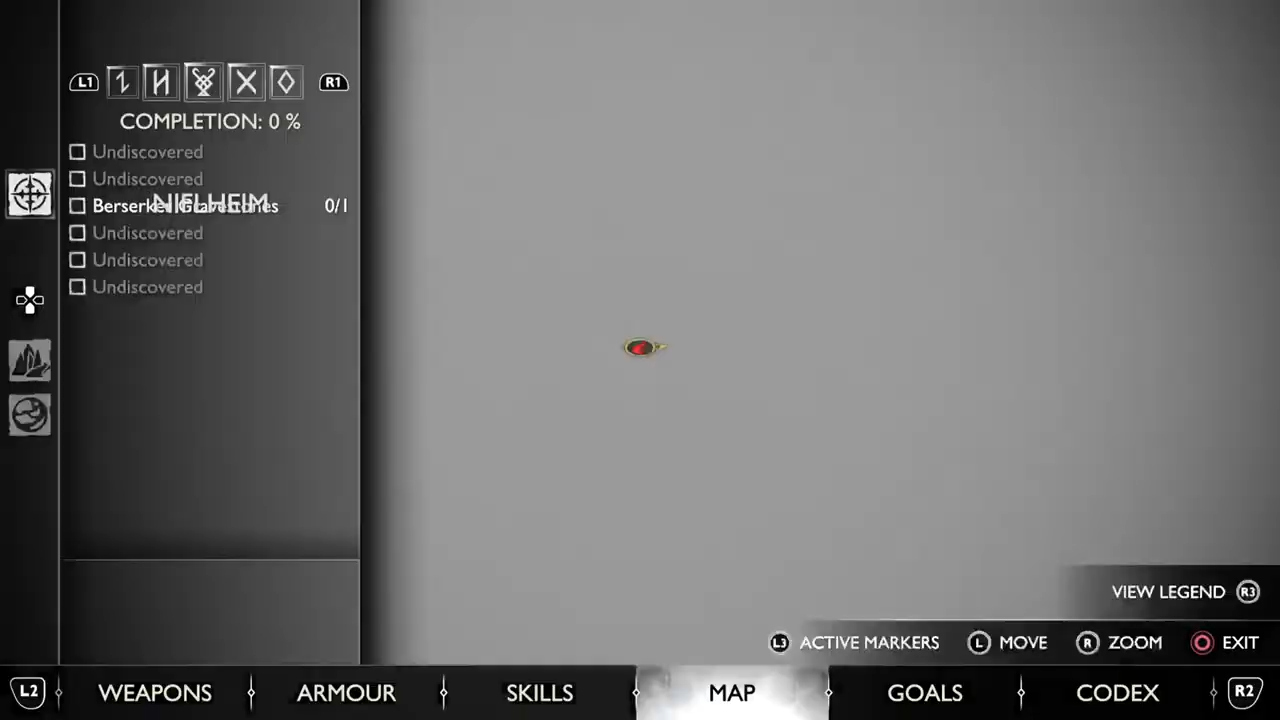 L1 R1
COMPLETION: 0 %
Undiscovered
Undiscovered
NIFLHEIM
Berserker Gravestones 0/1
Undiscovered
Undiscovered
Undiscovered
VIEW LEGEND R3
L3 ACTIVE MARKERS L MOVE R ZOOM EXIT
L2 WEAPONS ARMOUR SKILLS MAP GOALS CODEX R2